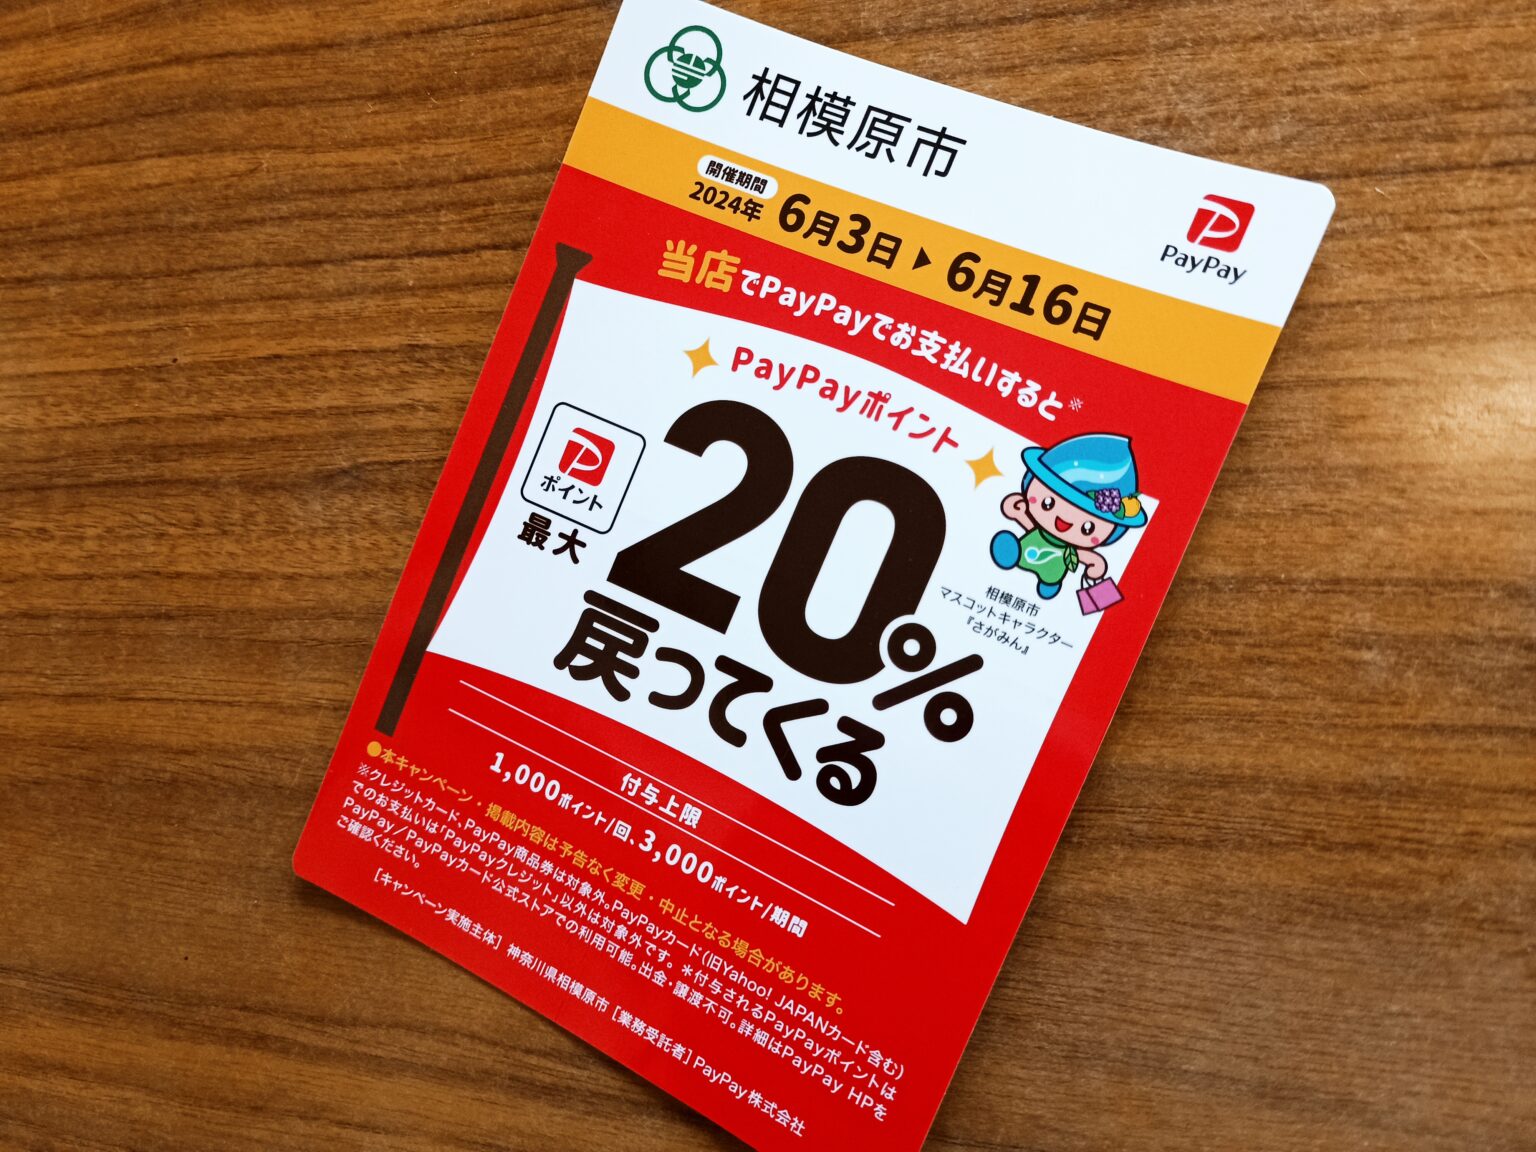 相模原市
PayPay
開催期間
2024年 6月3日 ▶ 6月16日
当店でPayPayでお支払いすると※
PayPayポイント
ポイント
最大
20%
戻ってくる
相模原市
マスコットキャラクター
『さがみん』
付与上限
1,000ポイント/回、3,000ポイント/期間
●本キャンペーン・掲載内容は予告なく変更・中止となる場合があります。
※クレジットカード、PayPay商品券は対象外。PayPayカード(旧Yahoo! JAPANカード含む)
でのお支払いは「PayPayクレジット」以外は対象外です。 ＊付与されるPayPayポイントは
PayPay／PayPayカード公式ストアでの利用可能。出金・譲渡不可。詳細はPayPay HPを
ご確認ください。
[キャンペーン実施主体] 神奈川県相模原市 [業務受託者] PayPay株式会社